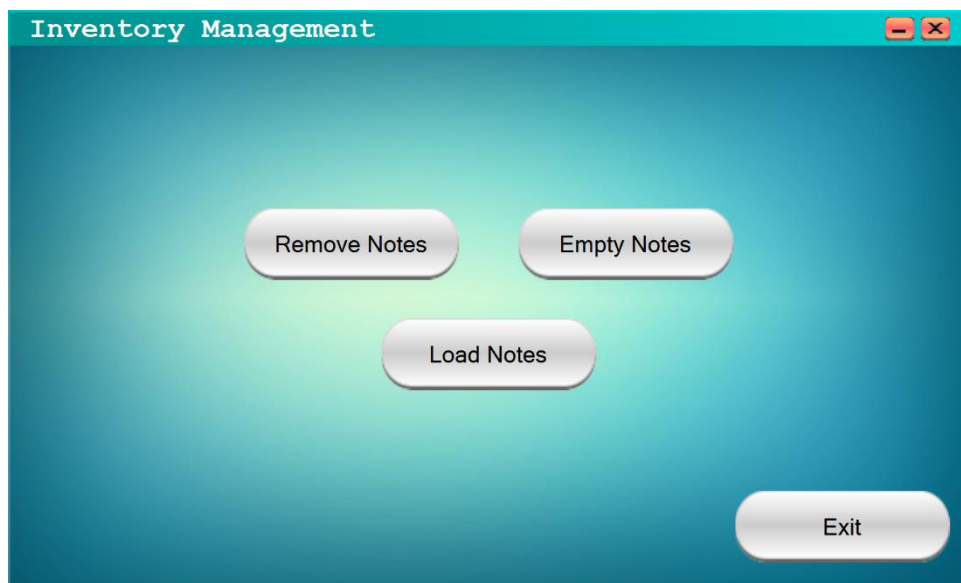 Inventory Management
Remove Notes
Empty Notes
Load Notes
Exit